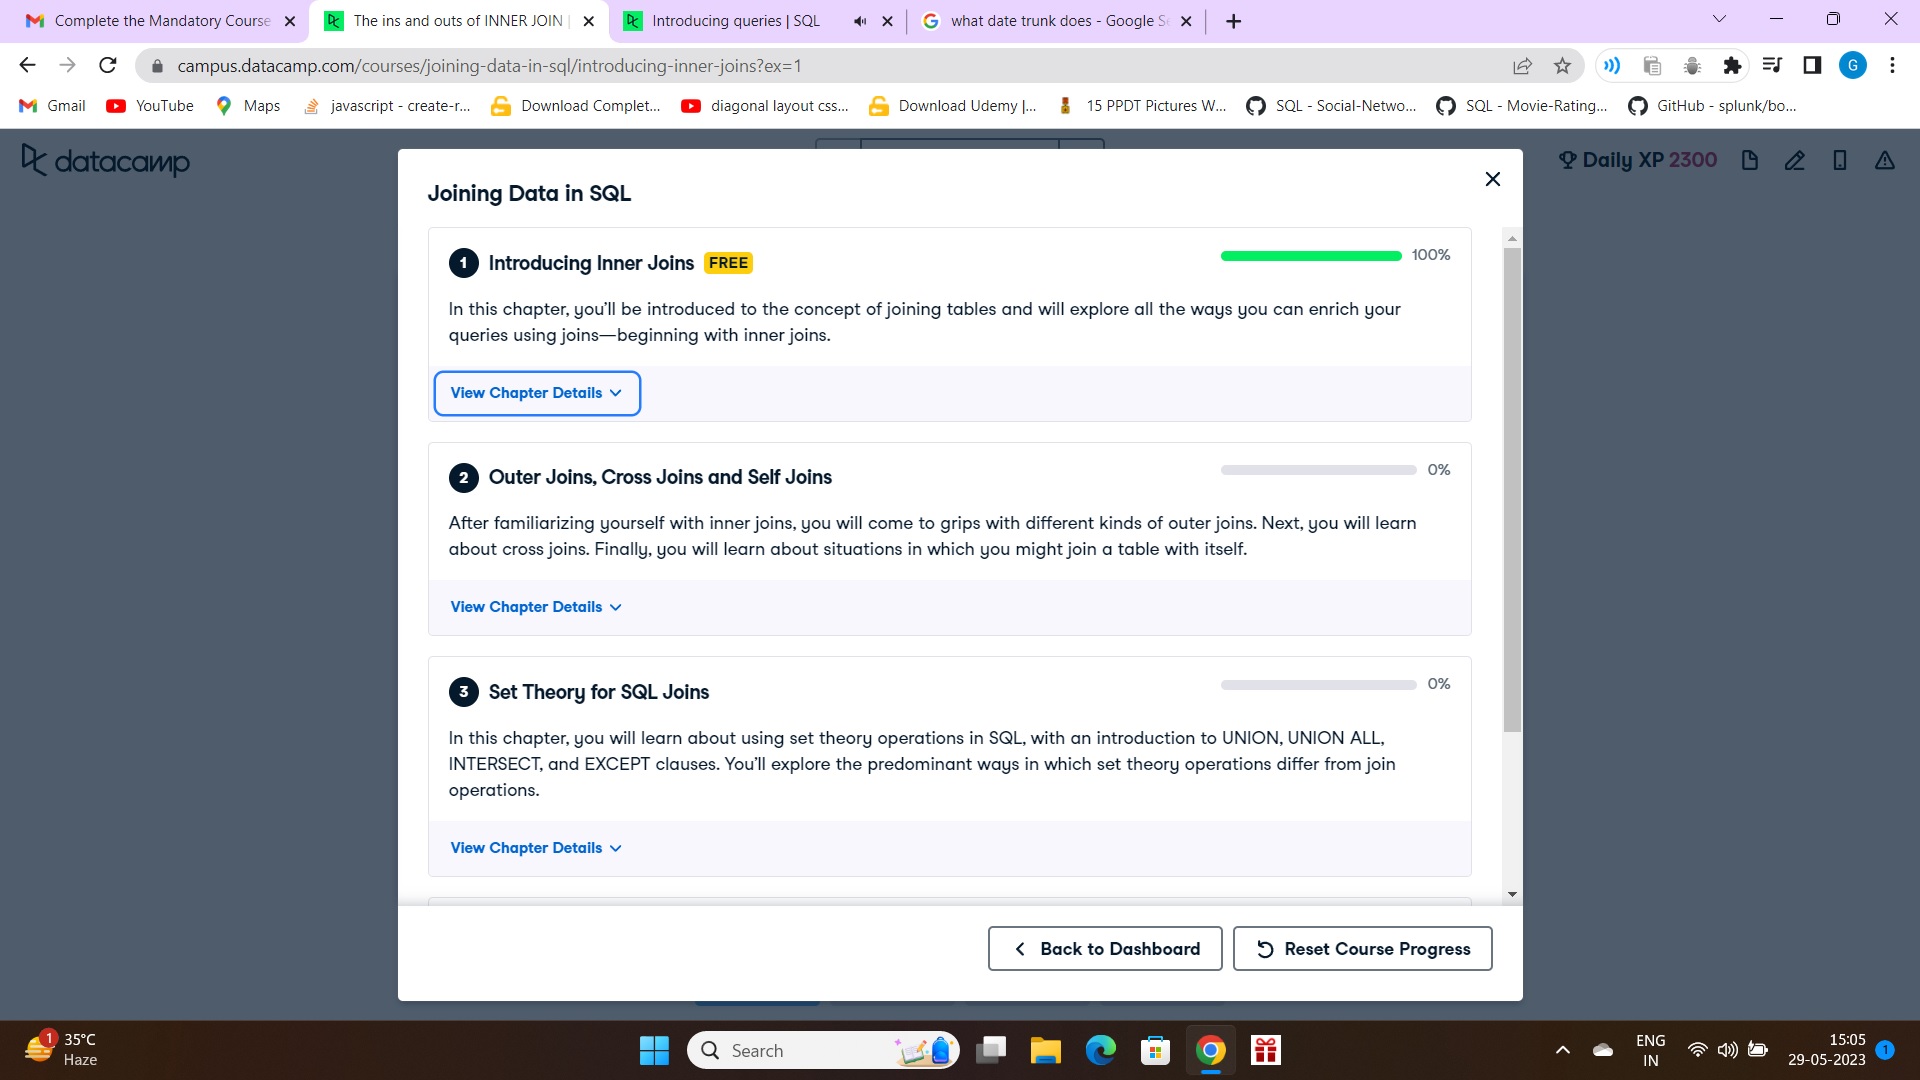 Complete the Mandatory Course
The ins and outs of INNER JOIN |
Introducing queries | SQL
what date trunk does - Google Se
campus.datacamp.com/courses/joining-data-in-sql/introducing-inner-joins?ex=1
G
Gmail
YouTube
Maps
javascript - create-r...
Download Complet...
diagonal layout css...
Download Udemy |...
15 PPDT Pictures W...
SQL - Social-Netwo...
SQL - Movie-Rating...
GitHub - splunk/bo...
datacamp
Daily XP 2300
Joining Data in SQL
1 Introducing Inner Joins FREE
100%
In this chapter, you'll be introduced to the concept of joining tables and will explore all the ways you can enrich your
queries using joins—beginning with inner joins.
View Chapter Details
2 Outer Joins, Cross Joins and Self Joins
0%
After familiarizing yourself with inner joins, you will come to grips with different kinds of outer joins. Next, you will learn
about cross joins. Finally, you will learn about situations in which you might join a table with itself.
View Chapter Details
3 Set Theory for SQL Joins
0%
In this chapter, you will learn about using set theory operations in SQL, with an introduction to UNION, UNION ALL,
INTERSECT, and EXCEPT clauses. You'll explore the predominant ways in which set theory operations differ from join
operations.
View Chapter Details
Back to Dashboard
Reset Course Progress
1
35°C
Haze
Search
ENG
IN
15:05
29-05-2023
1